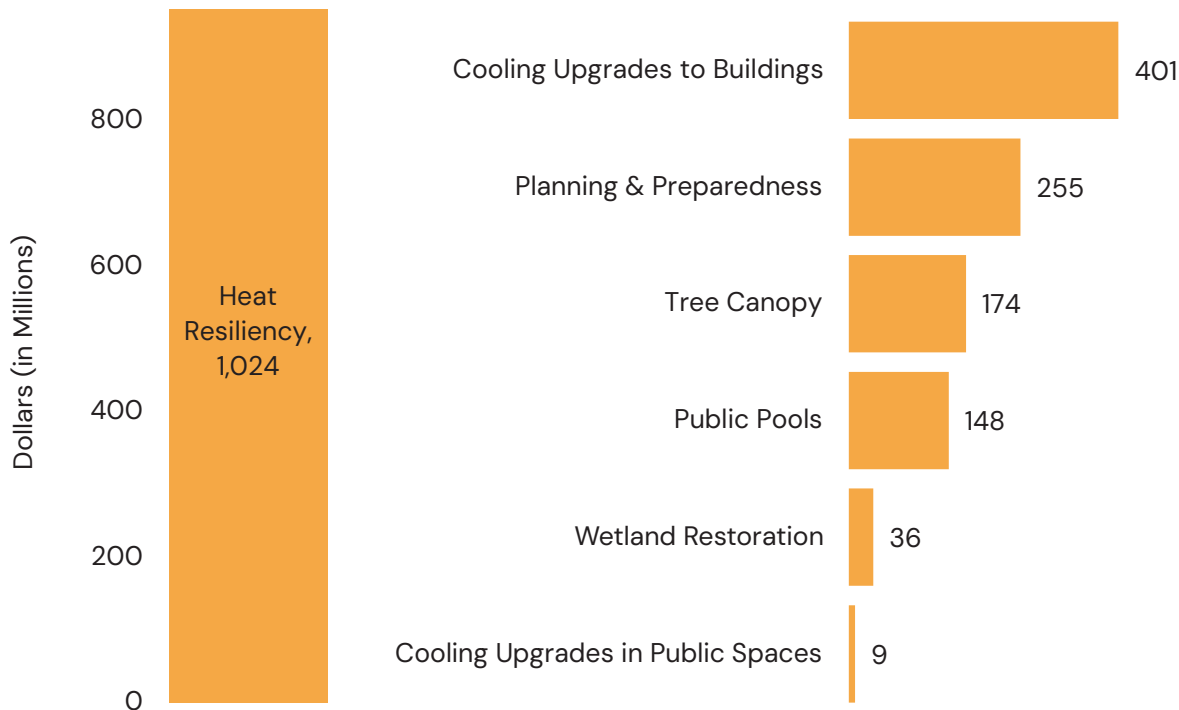 Dollars (in Millions)
800
600
400
200
0
Heat
Resiliency,
1,024
Cooling Upgrades to Buildings 401
Planning & Preparedness 255
Tree Canopy 174
Public Pools 148
Wetland Restoration 36
Cooling Upgrades in Public Spaces 9